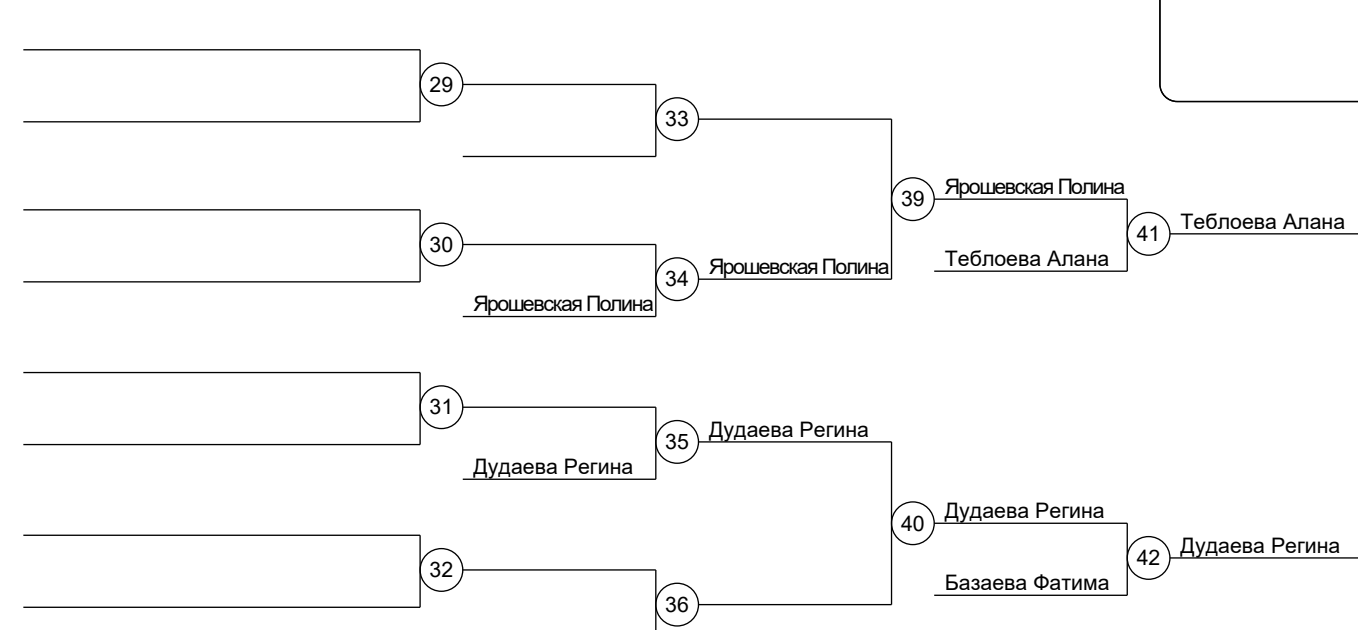 29
33
39
Ярошевская Полина
41
Теблоева Алана
30
34
Ярошевская Полина
Теблоева Алана
Ярошевская Полина
31
35
Дудаева Регина
Дудаева Регина
40
Дудаева Регина
42
Дудаева Регина
32
36
Базаева Фатима